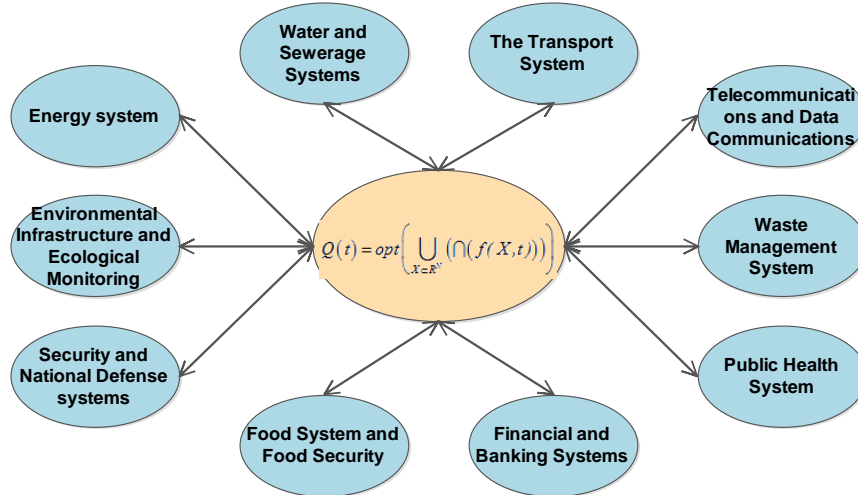 Water and
Sewerage
Systems
The Transport
System
Energy system
Telecommunicati
ons and Data
Communications
Environmental
Infrastructure and
Ecological
Monitoring
Q(t) = opt(⋃_{X⊂R^N}(∩(f(X,t))))
Waste
Management
System
Security and
National Defense
systems
Public Health
System
Food System and
Food Security
Financial and
Banking Systems